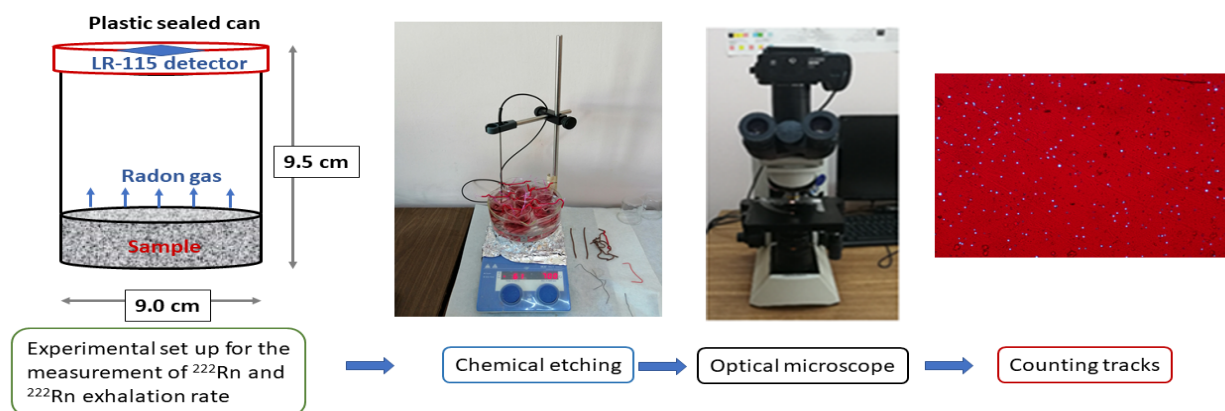 Plastic sealed can
LR-115 detector
9.5 cm
Radon gas
Sample
9.0 cm
Experimental set up for the
measurement of ²²²Rn and
²²²Rn exhalation rate
Chemical etching
Optical microscope
Counting tracks